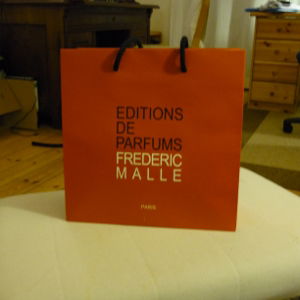 EDITIONS
DE
PARFUMS
FREDERIC
MALLE
PARIS